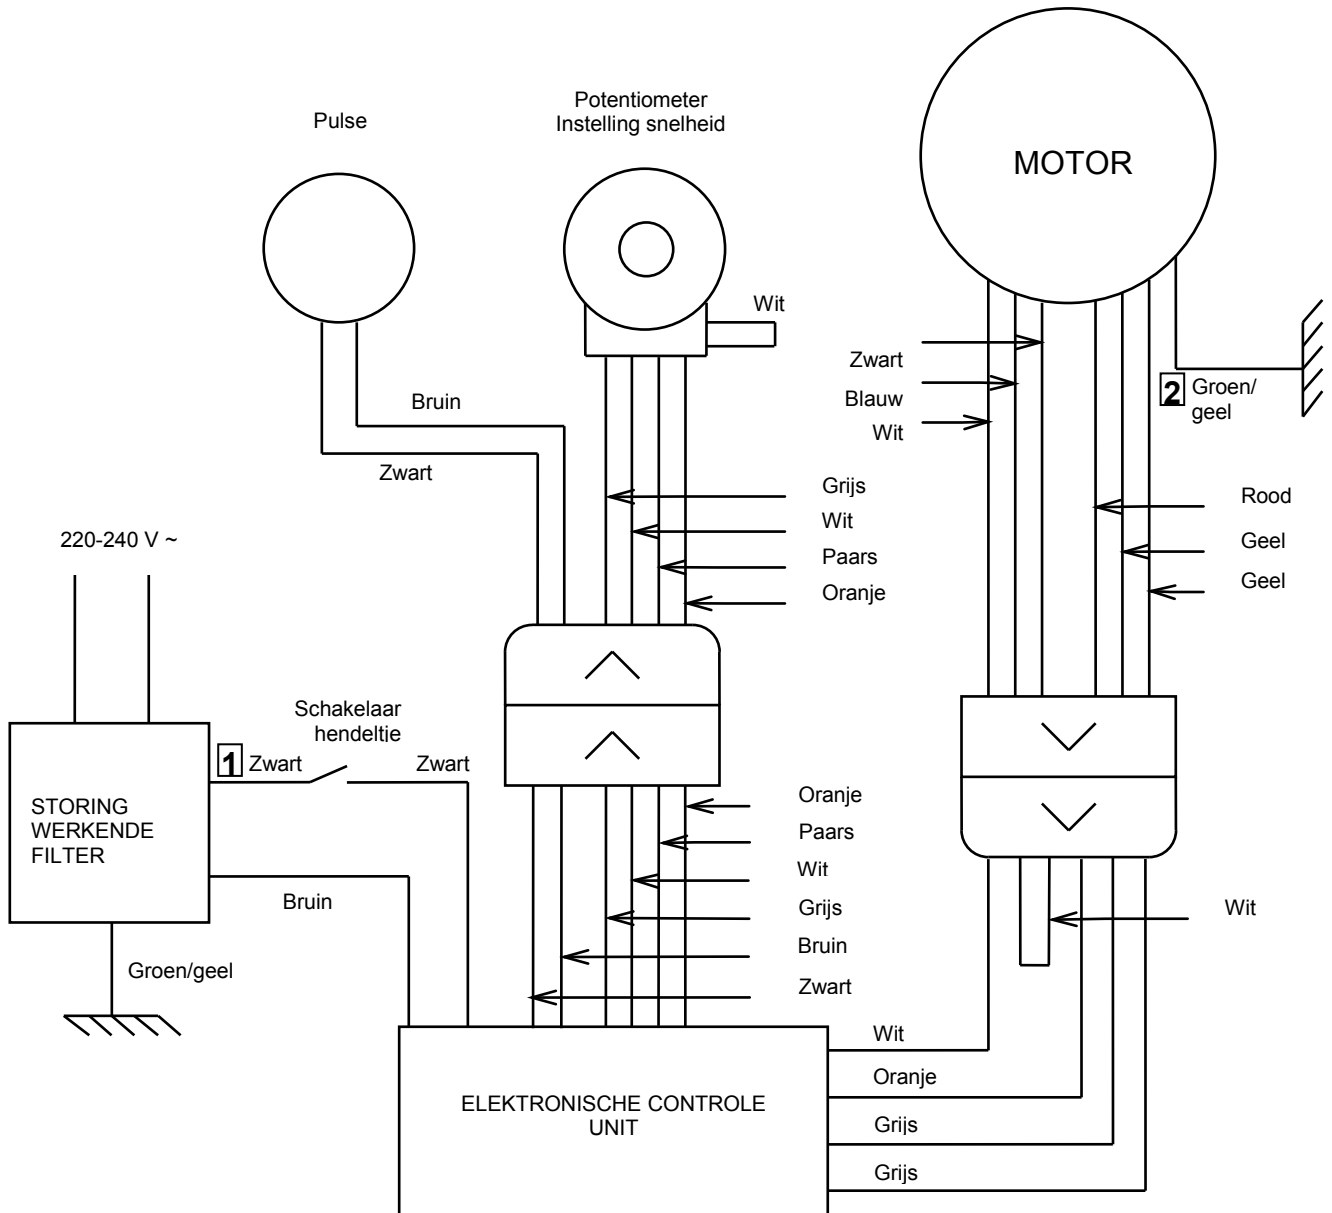 Pulse
Potentiometer
Instelling snelheid
MOTOR
Wit
Zwart
Blauw
Wit
2 Groen/
geel
Bruin
Zwart
Grijs
Wit
Paars
Oranje
Rood
Geel
Geel
220-240 V ~
Schakelaar
hendeltje
1 Zwart
Zwart
STORING
WERKENDE
FILTER
Bruin
Groen/geel
Oranje
Paars
Wit
Grijs
Bruin
Zwart
Wit
Wit
Oranje
Grijs
Grijs
ELEKTRONISCHE CONTROLE
UNIT